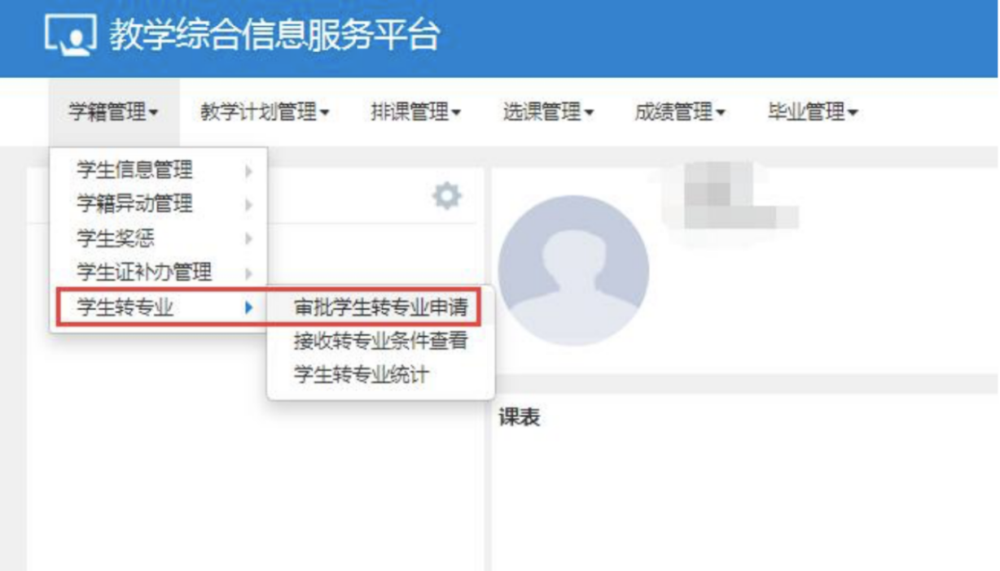 教学综合信息服务平台
学籍管理 教学计划管理 排课管理 选课管理 成绩管理 毕业管理
学生信息管理
学籍异动管理
学生奖惩
学生证补办管理
学生转专业 审批学生转专业申请
接收转专业条件查看
学生转专业统计
课表